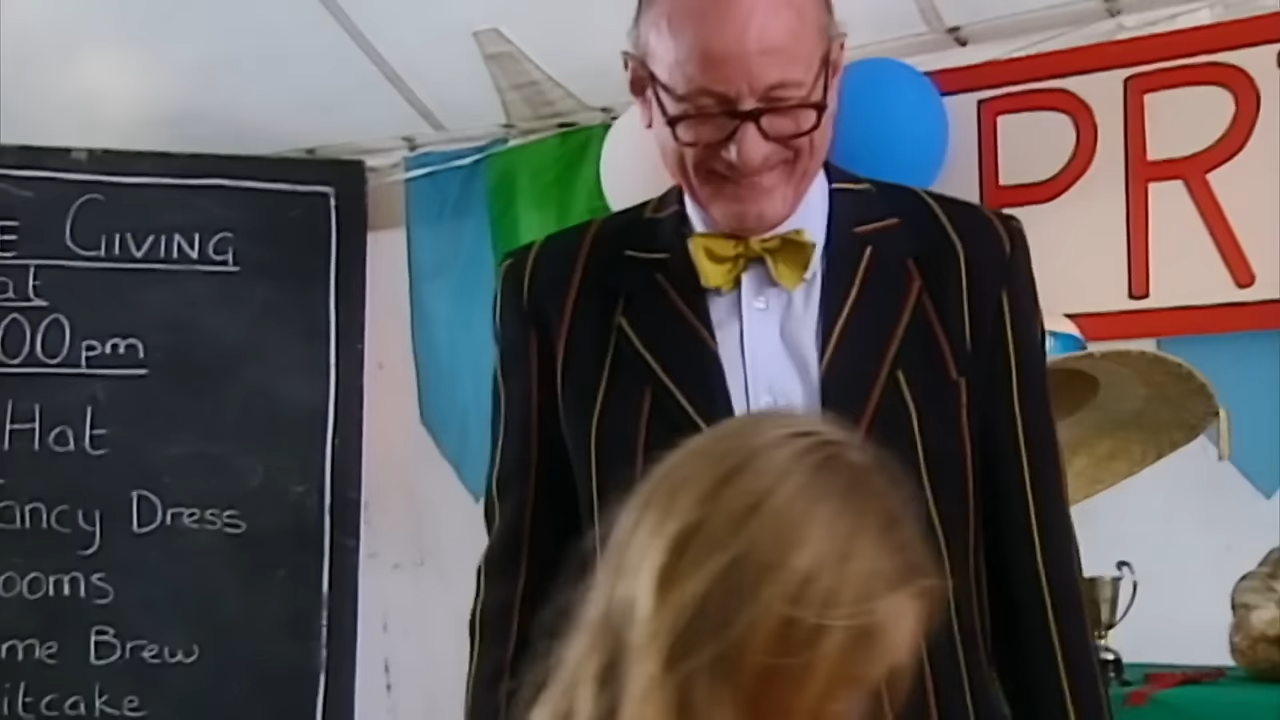 E GIVING
at
00pm
Hat
ancy Dress
ooms
me Brew
itcake
PR